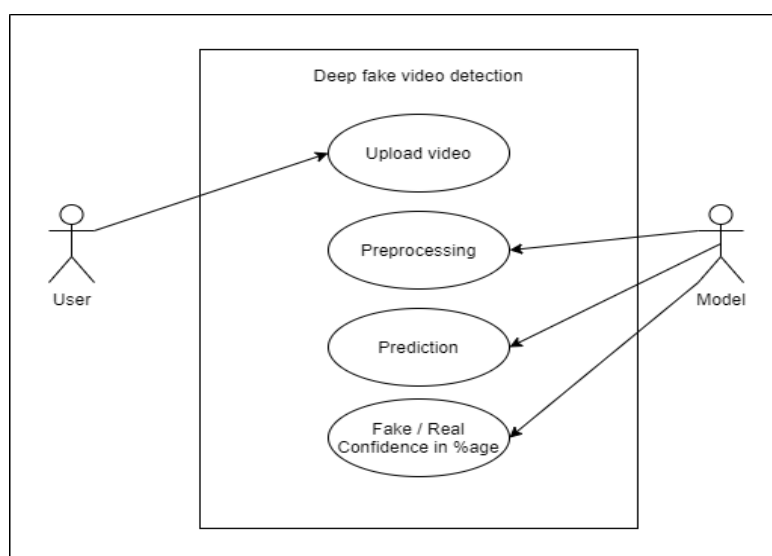 Deep fake video detection
Upload video
Preprocessing
User
Model
Prediction
Fake / Real
Confidence in %age